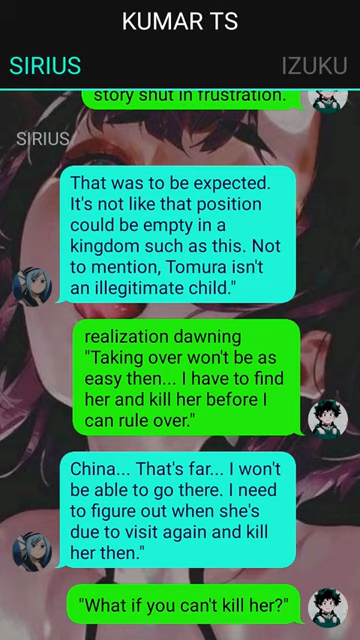 KUMAR TS
SIRIUS
IZUKU
story shut in frustration.
SIRIUS
That was to be expected.
It's not like that position
could be empty in a
kingdom such as this. Not
to mention, Tomura isn't
an illegitimate child."
realization dawning
"Taking over won't be as
easy then... I have to find
her and kill her before I
can rule over."
China... That's far... I won't
be able to go there. I need
to figure out when she's
due to visit again and kill
her then."
"What if you can't kill her?"